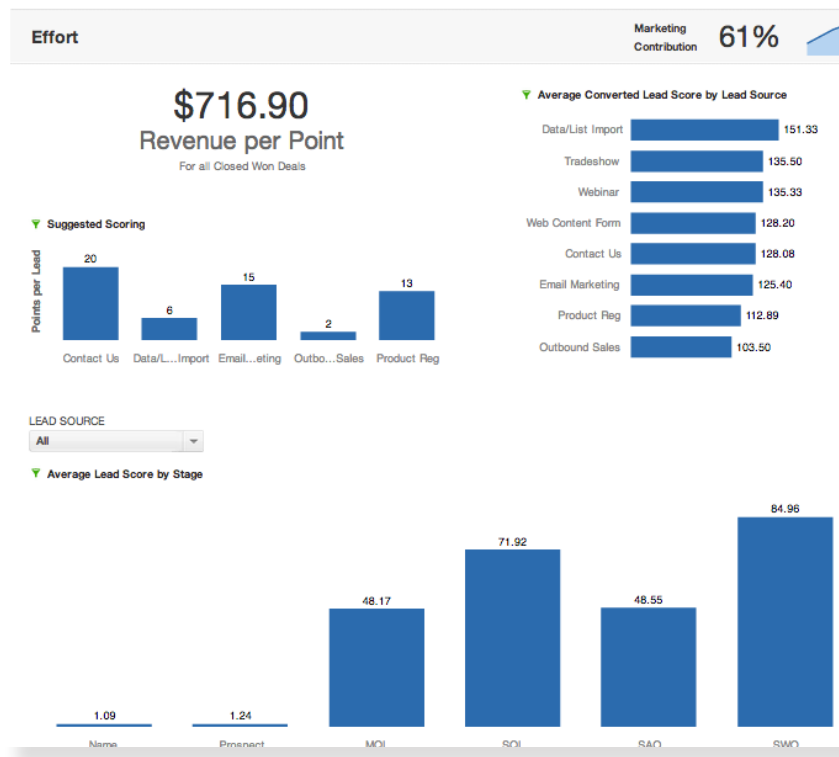 Effort
Marketing
Contribution
61%
$716.90
Revenue per Point
For all Closed Won Deals
Suggested Scoring
Points per Lead
20
6
15
2
13
Contact Us
Data/L...Import
Email...eting
Outbo...Sales
Product Reg
Average Converted Lead Score by Lead Source
Data/List Import 151.33
Tradeshow 135.50
Webinar 135.33
Web Content Form 128.20
Contact Us 128.08
Email Marketing 125.40
Product Reg 112.89
Outbound Sales 103.50
LEAD SOURCE
All
Average Lead Score by Stage
1.09
1.24
48.17
71.92
48.55
84.96
Name
Prospect